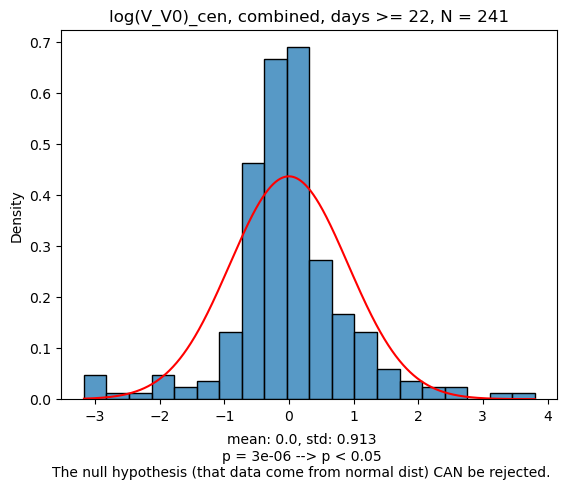 log(V_V0)_cen, combined, days >= 22, N = 241
0.7
0.6
0.5
0.4
0.3
0.2
0.1
0.0
Density
−3 −2 −1 0 1 2 3 4
mean: 0.0, std: 0.913
p = 3e-06 --> p < 0.05
The null hypothesis (that data come from normal dist) CAN be rejected.